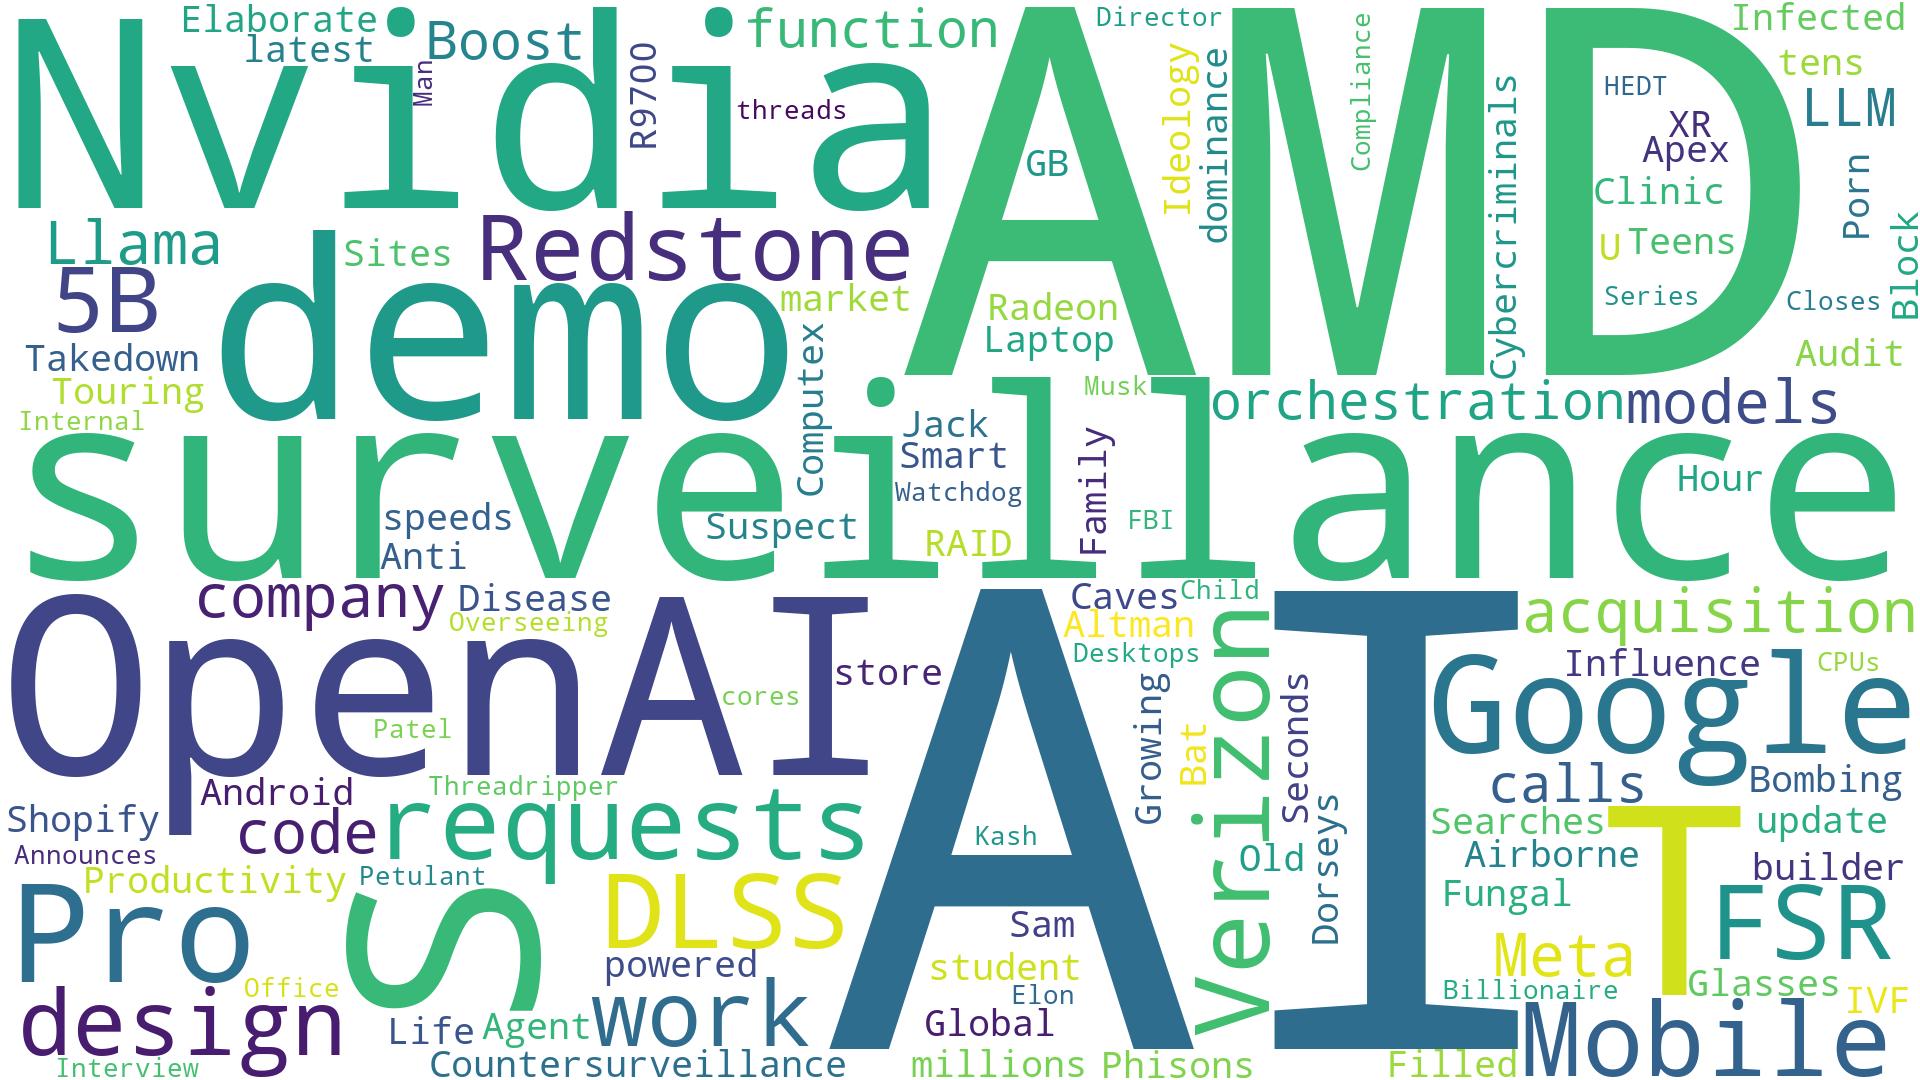 Nvidia
AMD
Elaborate
latest
Boost
Man
R9700
function
threads
Director
GB
Ideology
dominance
Compliance
Cybercriminals
HEDT
XR
Apex
Clinic
U
Teens
Series
Infected
tens
LLM
Porn
Block
Closes
Audit
Llama
Sites
Redstone
5B
demo
market
Radeon
Laptop
Takedown
Touring
Internal
Computex
Musk
orchestration
models
surveillance
Jack
Smart
Watchdog
Family
FBI
RAID
Hour
speeds
Anti
Suspect
company
Disease
Overseeing
Caves
Child
Altman
Desktops
acquisition
OpenAI
store
cores
Patel
AI
Growing
Bat
Verizon
Seconds
Google
Influence
CPUs
calls
Bombing
Android
Threadripper
Shopify
code
requests
Announces
Kash
Old
Dorseys
Searches
T
update
Airborne
builder
Productivity
Petulant
Fungal
Pro
S
DLSS
FSR
Sam
powered
student
Meta
Office
Elon
Billionaire
Glasses
IVF
design
Life
Agent
work
Global
Mobile
Interview
Countersurveillance
millions
Phisons
Filled